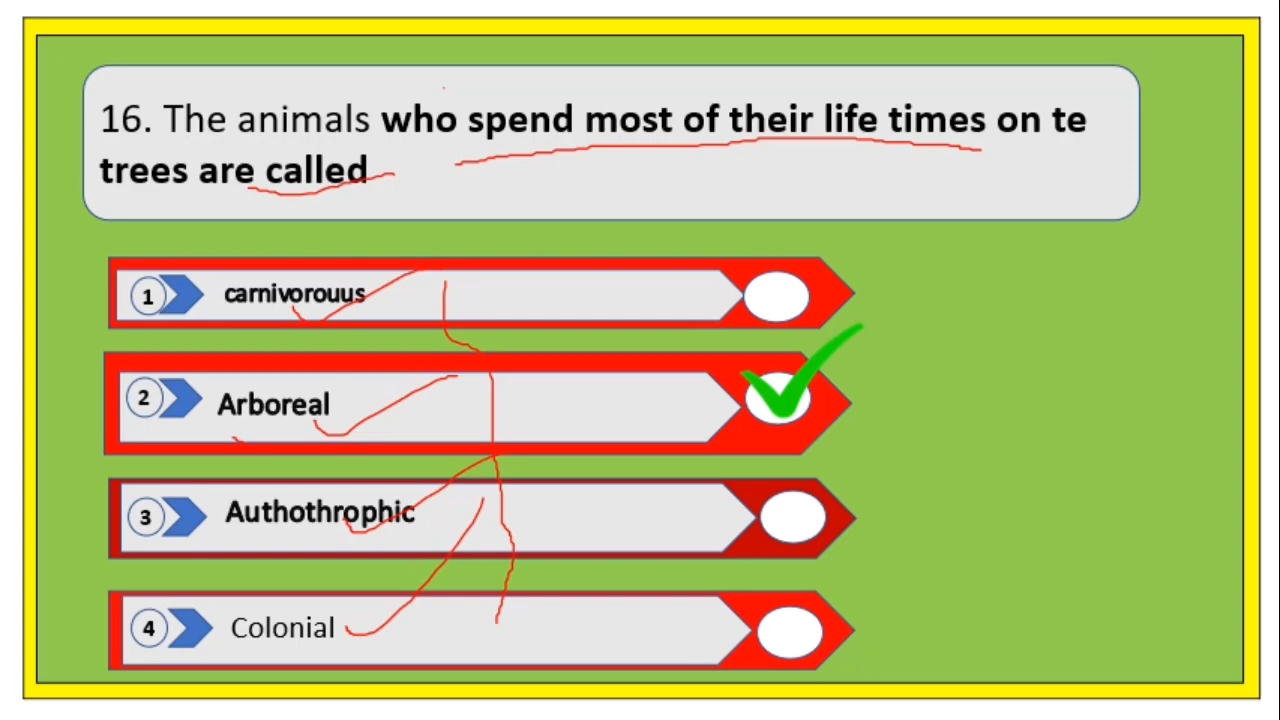 16. The animals who spend most of their life times on te
trees are called
1 carnivorouus
2 Arboreal
3 Authothrophic
4 Colonial